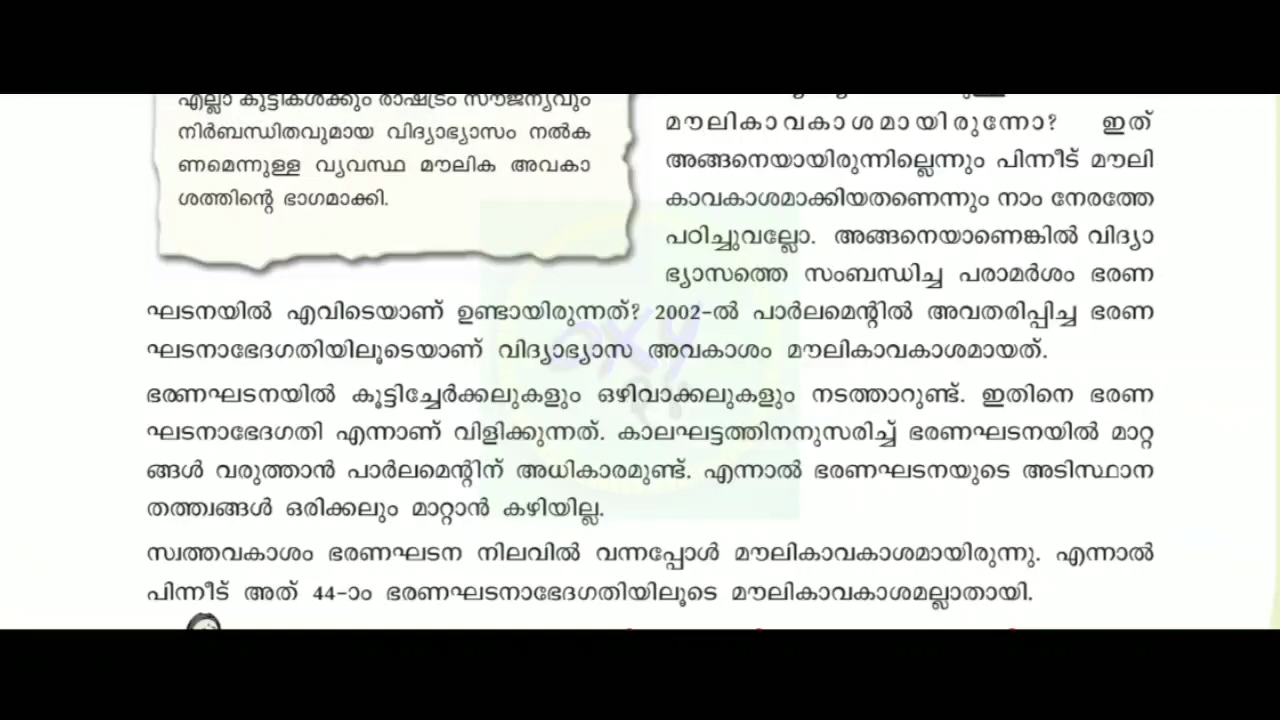 എല്ലാ കുട്ടികൾക്കും രാഷ്ട്രം സൗജന്യവും
നിർബന്ധിതവുമായ വിദ്യാഭ്യാസം നൽക
ണമെന്നുള്ള വ്യവസ്ഥ മൗലിക അവകാ
ശത്തിന്റെ ഭാഗമാക്കി.
മൗലികാവകാശമായിരുന്നോ? ഇത്
അങ്ങനെയായിരുന്നില്ലെന്നും പിന്നീട് മൗലി
കാവകാശമാക്കിയതണെന്നും നാം നേരത്തേ
പഠിച്ചുവല്ലോ. അങ്ങനെയാണെങ്കിൽ വിദ്യാ
ഭ്യാസത്തെ സംബന്ധിച്ച പരാമർശം ഭരണ
ഘടനയിൽ എവിടെയാണ് ഉണ്ടായിരുന്നത്? 2002-ൽ പാർലമെന്റിൽ അവതരിപ്പിച്ച ഭരണ
ഘടനാഭേദഗതിയിലൂടെയാണ് വിദ്യാഭ്യാസ അവകാശം മൗലികാവകാശമായത്.
ഭരണഘടനയിൽ കൂട്ടിച്ചേർക്കലുകളും ഒഴിവാക്കലുകളും നടത്താറുണ്ട്. ഇതിനെ ഭരണ
ഘടനാഭേദഗതി എന്നാണ് വിളിക്കുന്നത്. കാലഘട്ടത്തിനനുസരിച്ച് ഭരണഘടനയിൽ മാറ്റ
ങ്ങൾ വരുത്താൻ പാർലമെന്റിന് അധികാരമുണ്ട്. എന്നാൽ ഭരണഘടനയുടെ അടിസ്ഥാന
തത്ത്വങ്ങൾ ഒരിക്കലും മാറ്റാൻ കഴിയില്ല.
സ്വത്തവകാശം ഭരണഘടന നിലവിൽ വന്നപ്പോൾ മൗലികാവകാശമായിരുന്നു. എന്നാൽ
പിന്നീട് അത് 44-ാം ഭരണഘടനാഭേദഗതിയിലൂടെ മൗലികാവകാശമല്ലാതായി.